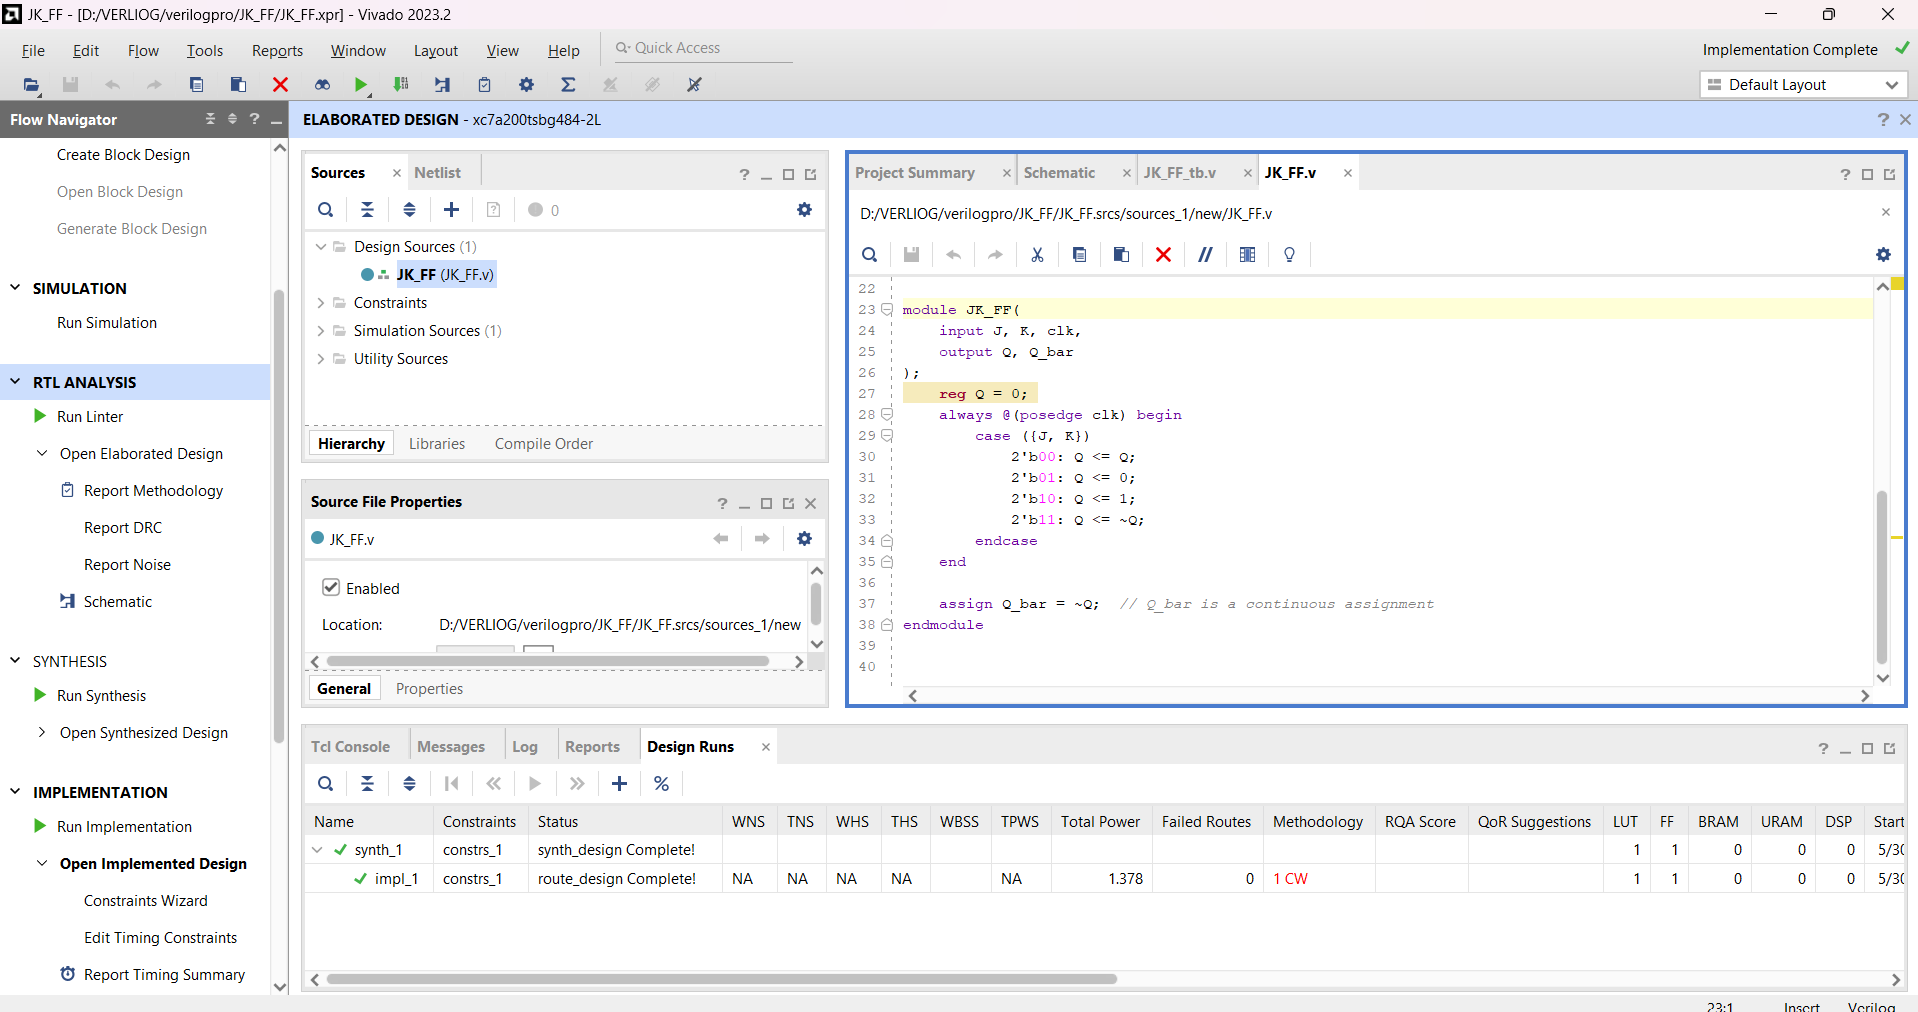 JK_FF - [D:/VERLIOG/verilogpro/JK_FF/JK_FF.xpr] - Vivado 2023.2
File Edit Flow Tools Reports Window Layout View Help Quick Access
Implementation Complete
Default Layout
Flow Navigator
Create Block Design
Open Block Design
Generate Block Design
SIMULATION
Run Simulation
RTL ANALYSIS
Run Linter
Open Elaborated Design
Report Methodology
Report DRC
Report Noise
Schematic
SYNTHESIS
Run Synthesis
Open Synthesized Design
IMPLEMENTATION
Run Implementation
Open Implemented Design
Constraints Wizard
Edit Timing Constraints
Report Timing Summary
ELABORATED DESIGN - xc7a200tsbg484-2L
Sources Netlist
0
Design Sources (1)
JK_FF (JK_FF.v)
Constraints
Simulation Sources (1)
Utility Sources
Hierarchy Libraries Compile Order
Source File Properties
JK_FF.v
Enabled
Location: D:/VERLIOG/verilogpro/JK_FF/JK_FF.srcs/sources_1/new
General Properties
Project Summary Schematic JK_FF_tb.v JK_FF.v
D:/VERLIOG/verilogpro/JK_FF/JK_FF.srcs/sources_1/new/JK_FF.v
22
23 module JK_FF(
24 input J, K, clk,
25 output Q, Q_bar
26 );
27 reg Q = 0;
28 always @(posedge clk) begin
29 case ({J, K})
30 2'b00: Q <= Q;
31 2'b01: Q <= 0;
32 2'b10: Q <= 1;
33 2'b11: Q <= ~Q;
34 endcase
35 end
36
37 assign Q_bar = ~Q; // Q_bar is a continuous assignment
38 endmodule
39
40
Tcl Console Messages Log Reports Design Runs
Name Constraints Status WNS TNS WHS THS WBSS TPWS Total Power Failed Routes Methodology RQA Score QoR Suggestions LUT FF BRAM URAM DSP Start
synth_1 constrs_1 synth_design Complete! 1 1 0 0 0 5/30
impl_1 constrs_1 route_design Complete! NA NA NA NA NA 1.378 0 1 CW 1 1 0 0 0 5/30
23:1 Insert Verilog